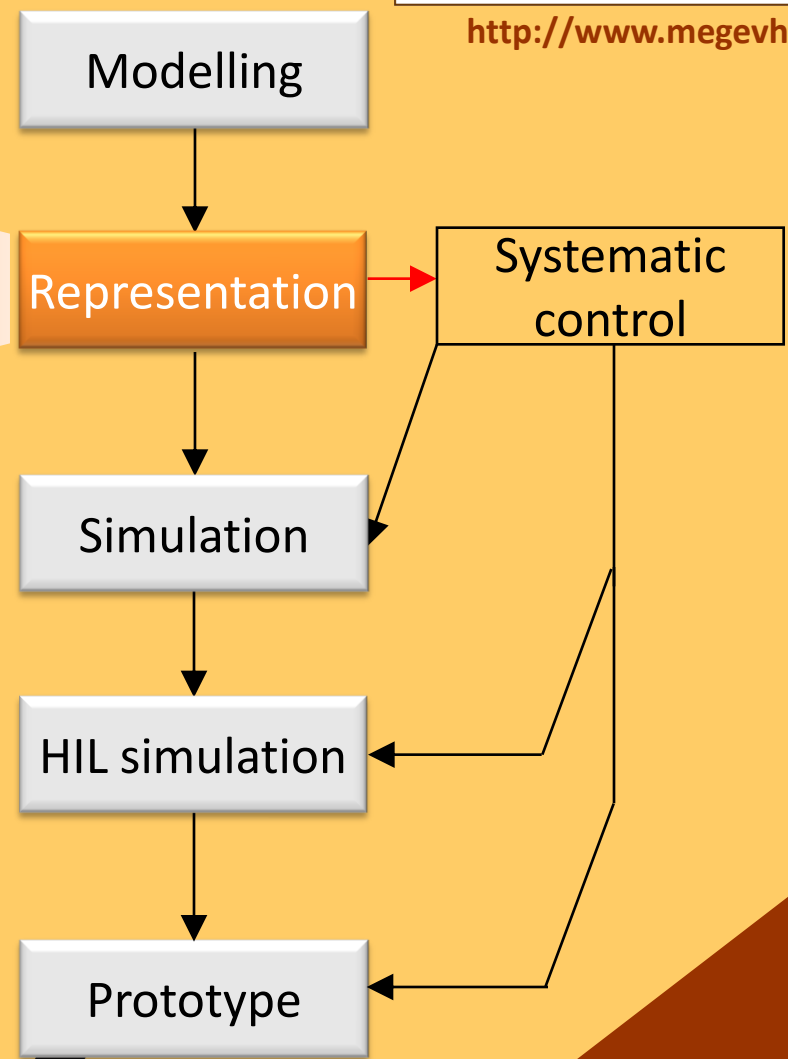 http://www.megevh
Modelling
Representation
Systematic
control
Simulation
HIL simulation
Prototype